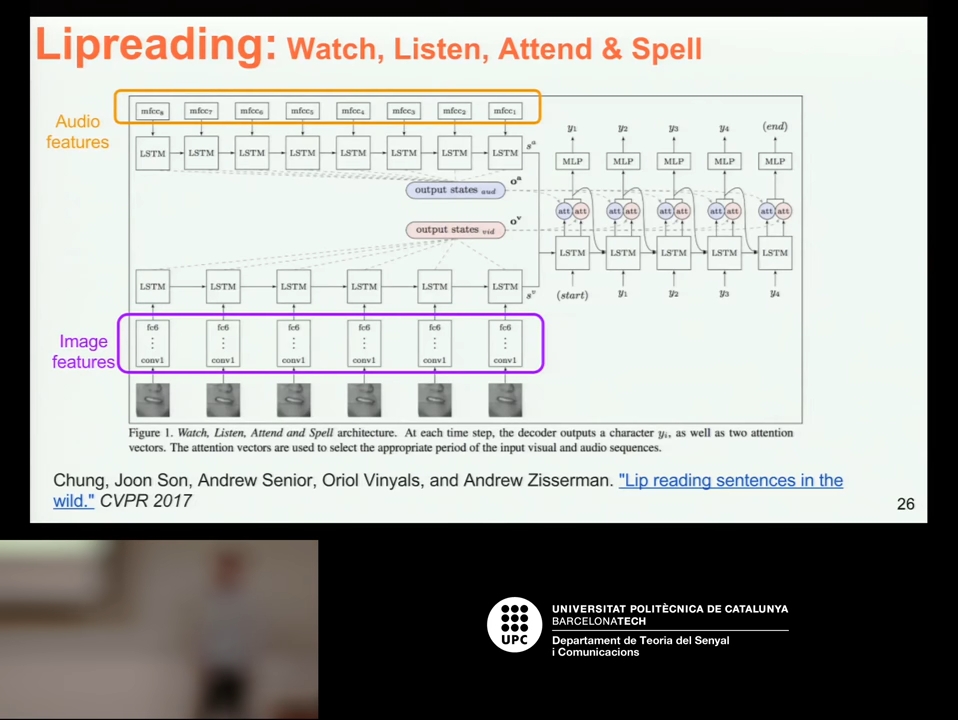 Lipreading: Watch, Listen, Attend & Spell
Audio
features
mfcc₈ mfcc₇ mfcc₆ mfcc₅ mfcc₄ mfcc₃ mfcc₂ mfcc₁
LSTM LSTM LSTM LSTM LSTM LSTM LSTM LSTM sᵃ
output states aud oᵃ
output states vid oᵛ
y₁ y₂ y₃ y₄ (end)
MLP MLP MLP MLP MLP
att att att att att att att att att att
LSTM LSTM LSTM LSTM LSTM
(start) y₁ y₂ y₃ y₄
LSTM LSTM LSTM LSTM LSTM LSTM sᵛ
Image
features
fc6 fc6 fc6 fc6 fc6 fc6
conv1 conv1 conv1 conv1 conv1 conv1
Figure 1. Watch, Listen, Attend and Spell architecture. At each time step, the decoder outputs a character yᵢ, as well as two attention
vectors. The attention vectors are used to select the appropriate period of the input visual and audio sequences.
Chung, Joon Son, Andrew Senior, Oriol Vinyals, and Andrew Zisserman. "Lip reading sentences in the
wild." CVPR 2017
26
UPC
UNIVERSITAT POLITÈCNICA DE CATALUNYA
BARCELONATECH
Departament de Teoria del Senyal
i Comunicacions